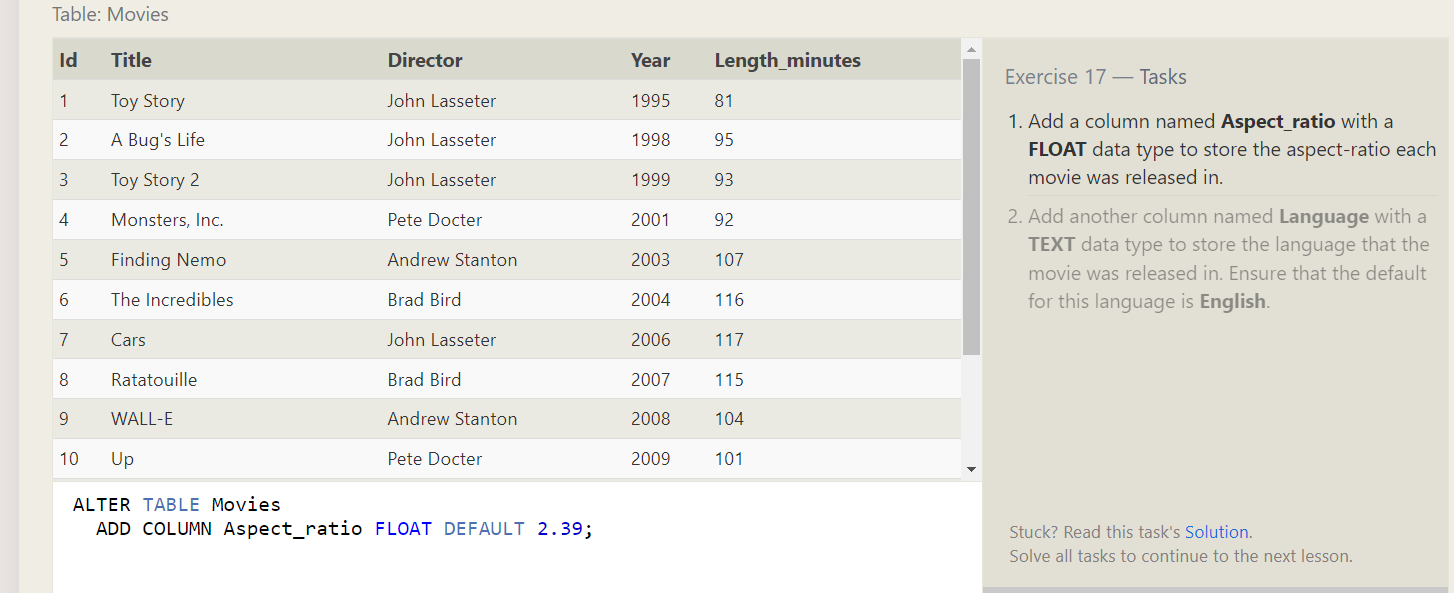 Table: Movies
Id Title Director Year Length_minutes
1 Toy Story John Lasseter 1995 81
2 A Bug's Life John Lasseter 1998 95
3 Toy Story 2 John Lasseter 1999 93
4 Monsters, Inc. Pete Docter 2001 92
5 Finding Nemo Andrew Stanton 2003 107
6 The Incredibles Brad Bird 2004 116
7 Cars John Lasseter 2006 117
8 Ratatouille Brad Bird 2007 115
9 WALL-E Andrew Stanton 2008 104
10 Up Pete Docter 2009 101
ALTER TABLE Movies
ADD COLUMN Aspect_ratio FLOAT DEFAULT 2.39;
Exercise 17 — Tasks
1. Add a column named Aspect_ratio with a
FLOAT data type to store the aspect-ratio each
movie was released in.
2. Add another column named Language with a
TEXT data type to store the language that the
movie was released in. Ensure that the default
for this language is English.
Stuck? Read this task's Solution.
Solve all tasks to continue to the next lesson.